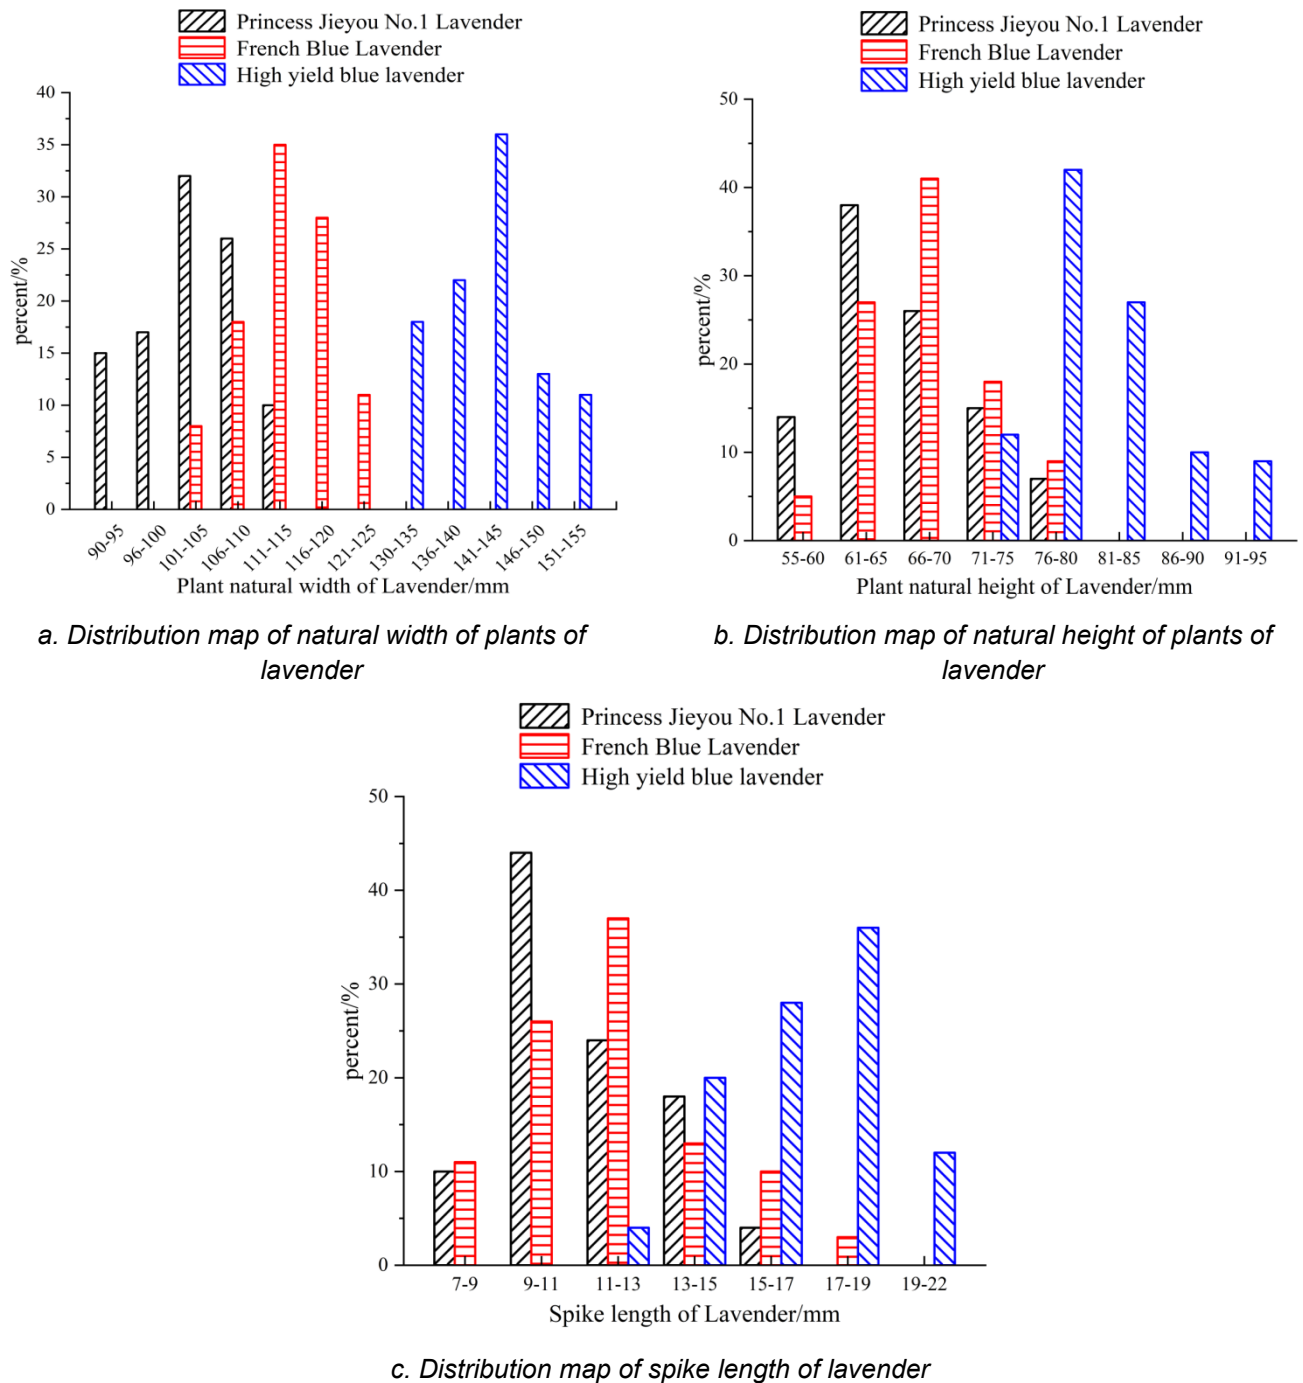 Princess Jieyou No.1 Lavender
French Blue Lavender
High yield blue lavender
40
35
30
25
20
15
10
5
0
percent/%
90-95
96-100
101-105
106-110
111-115
116-120
121-125
130-135
136-140
141-145
146-150
151-155
Plant natural width of Lavender/mm
a. Distribution map of natural width of plants of
lavender
Princess Jieyou No.1 Lavender
French Blue Lavender
High yield blue lavender
50
40
30
20
10
0
percent/%
55-60
61-65
66-70
71-75
76-80
81-85
86-90
91-95
Plant natural height of Lavender/mm
b. Distribution map of natural height of plants of
lavender
Princess Jieyou No.1 Lavender
French Blue Lavender
High yield blue lavender
50
40
30
20
10
0
percent/%
7-9
9-11
11-13
13-15
15-17
17-19
19-22
Spike length of Lavender/mm
c. Distribution map of spike length of lavender